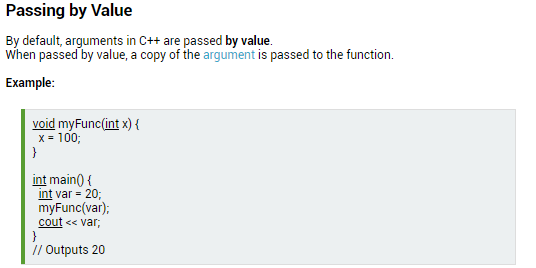 Passing by Value
By default, arguments in C++ are passed by value.
When passed by value, a copy of the argument is passed to the function.
Example:
void myFunc(int x) {
x = 100;
}
int main() {
int var = 20;
myFunc(var);
cout << var;
}
// Outputs 20